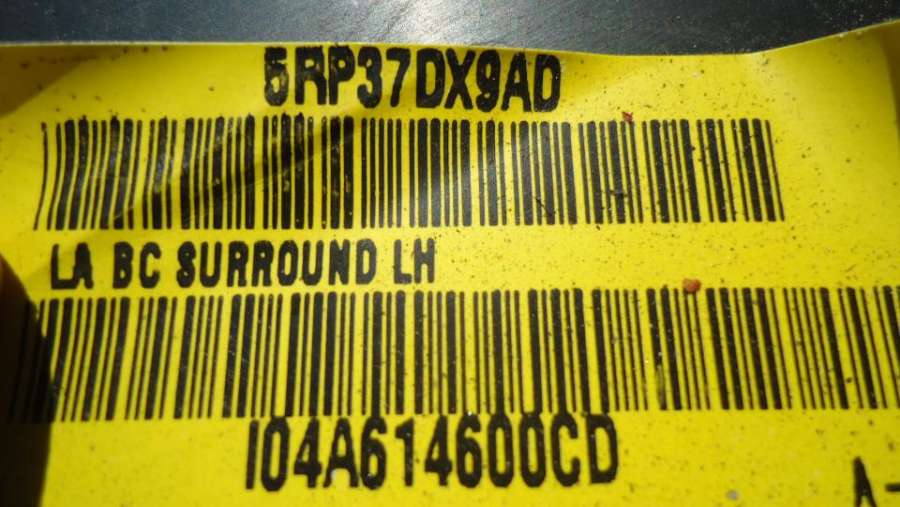 5RP37DX9AD
LA BC SURROUND LH
I04A614600CD
A-